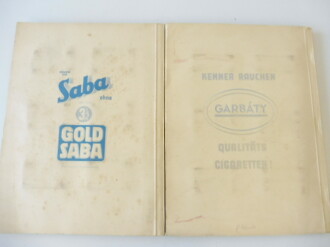 Saba
GOLD
SABA
KENNER RAUCHEN
GARBÁTY
QUALITÄTS
CIGARETTEN